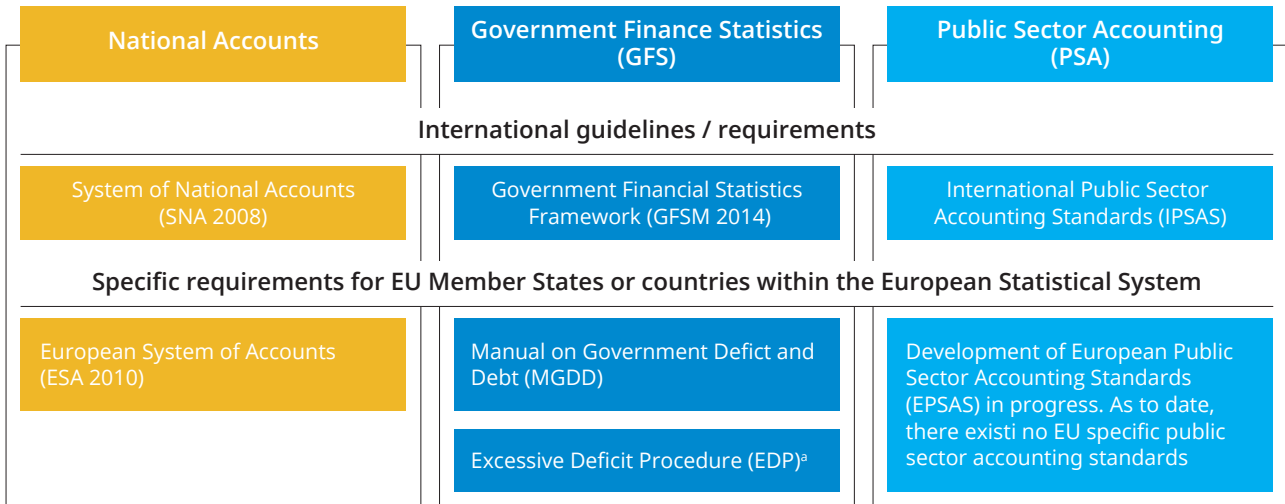 National Accounts
Government Finance Statistics
(GFS)
Public Sector Accounting
(PSA)
International guidelines / requirements
System of National Accounts
(SNA 2008)
Government Financial Statistics
Framework (GFSM 2014)
International Public Sector
Accounting Standards (IPSAS)
Specific requirements for EU Member States or countries within the European Statistical System
European System of Accounts
(ESA 2010)
Manual on Government Defict and
Debt (MGDD)
Excessive Deficit Procedure (EDP)ᵃ
Development of European Public
Sector Accounting Standards
(EPSAS) in progress. As to date,
there existi no EU specific public
sector accounting standards